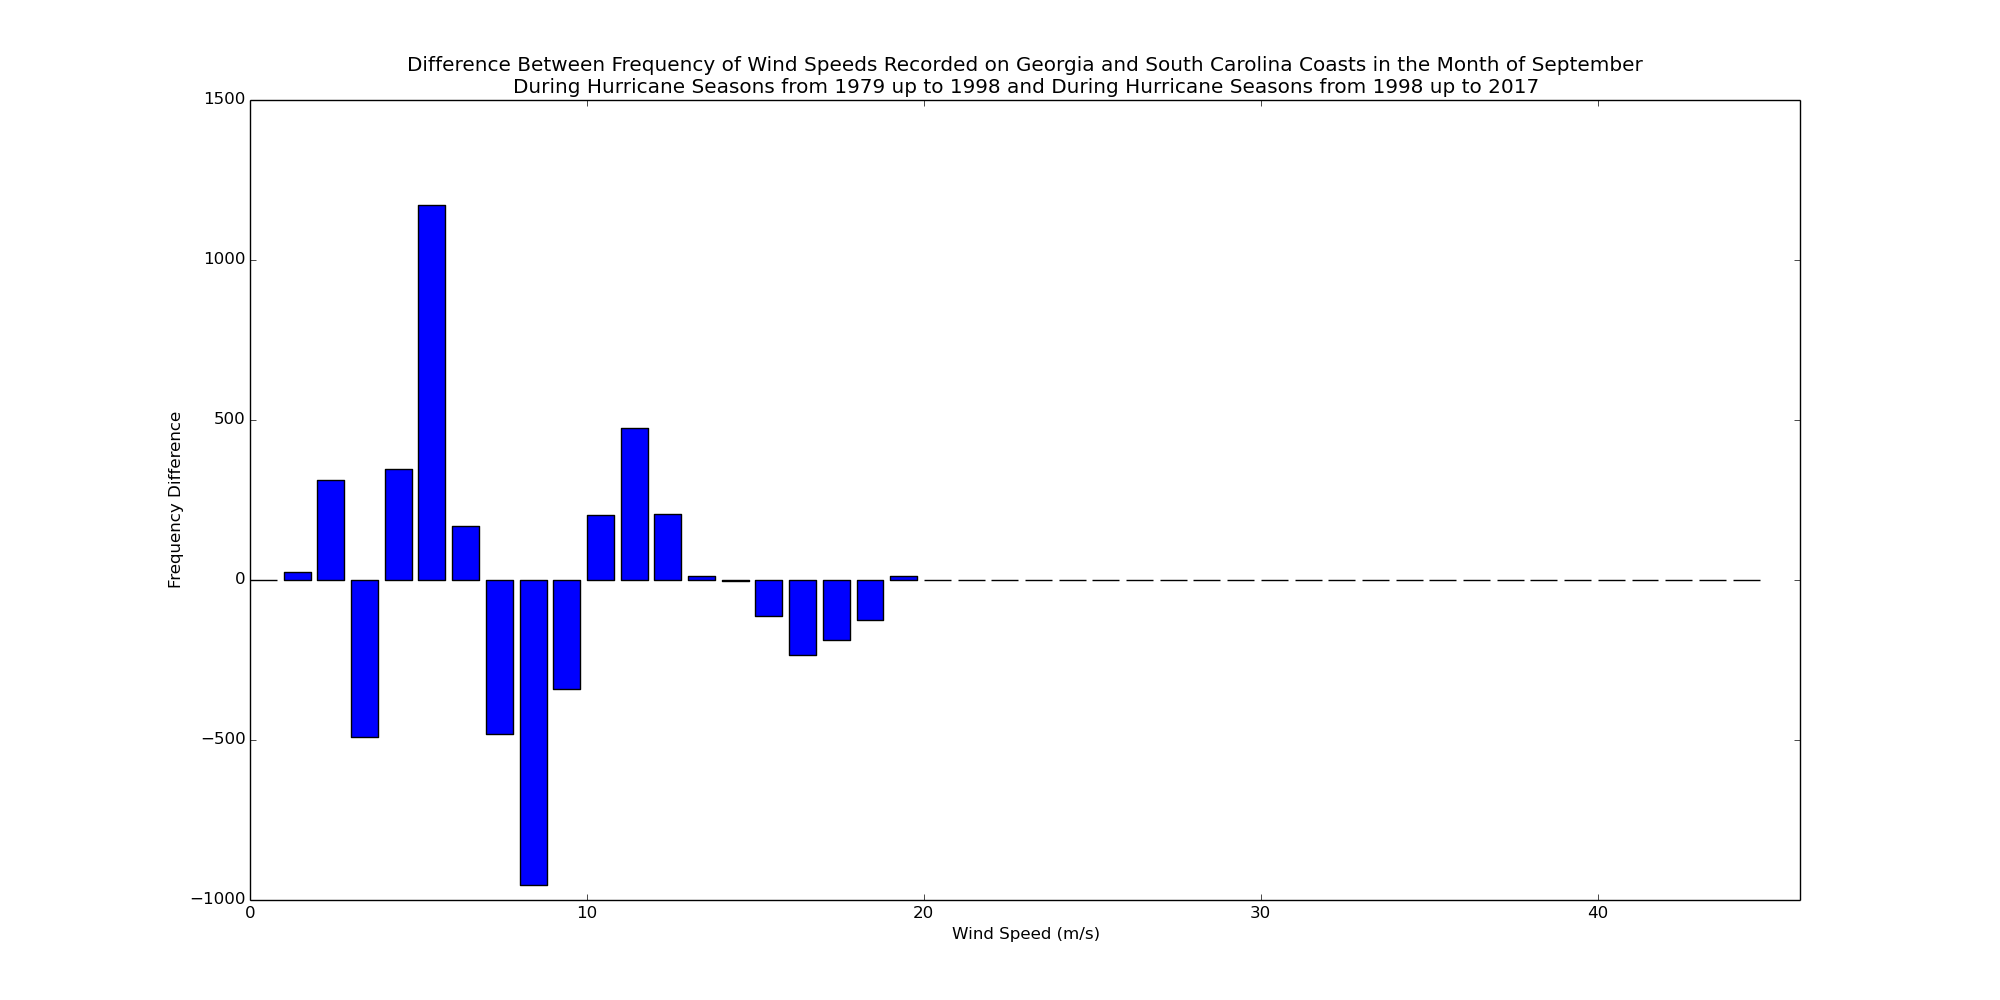 Difference Between Frequency of Wind Speeds Recorded on Georgia and South Carolina Coasts in the Month of September
During Hurricane Seasons from 1979 up to 1998 and During Hurricane Seasons from 1998 up to 2017
1500
1000
500
0
−500
−1000
Frequency Difference
0 10 20 30 40
Wind Speed (m/s)